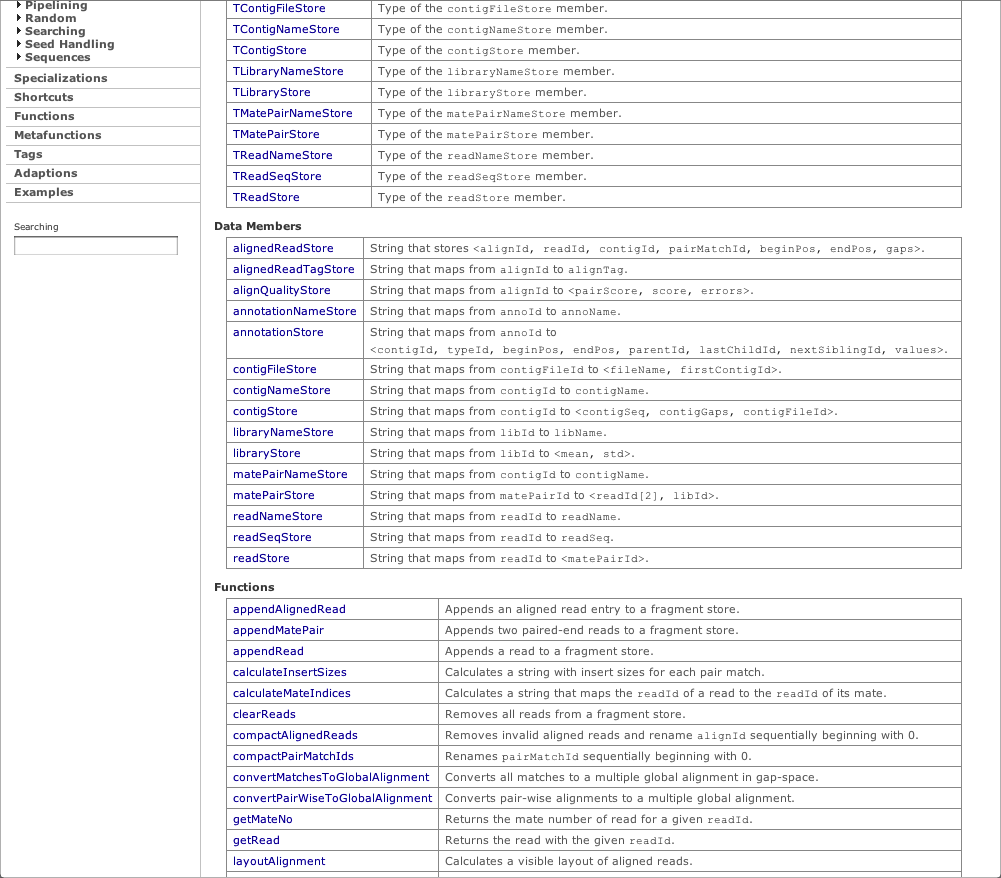 Pipelining
Random
Searching
Seed Handling
Sequences
Specializations
Shortcuts
Functions
Metafunctions
Tags
Adaptions
Examples
Searching
TContigFileStore Type of the contigFileStore member.
TContigNameStore Type of the contigNameStore member.
TContigStore Type of the contigStore member.
TLibraryNameStore Type of the libraryNameStore member.
TLibraryStore Type of the libraryStore member.
TMatePairNameStore Type of the matePairNameStore member.
TMatePairStore Type of the matePairStore member.
TReadNameStore Type of the readNameStore member.
TReadSeqStore Type of the readSeqStore member.
TReadStore Type of the readStore member.
Data Members
alignedReadStore String that stores <alignId, readId, contigId, pairMatchId, beginPos, endPos, gaps>.
alignedReadTagStore String that maps from alignId to alignTag.
alignQualityStore String that maps from alignId to <pairScore, score, errors>.
annotationNameStore String that maps from annoId to annoName.
annotationStore String that maps from annoId to
<contigId, typeId, beginPos, endPos, parentId, lastChildId, nextSiblingId, values>.
contigFileStore String that maps from contigFileId to <fileName, firstContigId>.
contigNameStore String that maps from contigId to contigName.
contigStore String that maps from contigId to <contigSeq, contigGaps, contigFileId>.
libraryNameStore String that maps from libId to libName.
libraryStore String that maps from libId to <mean, std>.
matePairNameStore String that maps from contigId to contigName.
matePairStore String that maps from matePairId to <readId[2], libId>.
readNameStore String that maps from readId to readName.
readSeqStore String that maps from readId to readSeq.
readStore String that maps from readId to <matePairId>.
Functions
appendAlignedRead Appends an aligned read entry to a fragment store.
appendMatePair Appends two paired-end reads to a fragment store.
appendRead Appends a read to a fragment store.
calculateInsertSizes Calculates a string with insert sizes for each pair match.
calculateMateIndices Calculates a string that maps the readId of a read to the readId of its mate.
clearReads Removes all reads from a fragment store.
compactAlignedReads Removes invalid aligned reads and rename alignId sequentially beginning with 0.
compactPairMatchIds Renames pairMatchId sequentially beginning with 0.
convertMatchesToGlobalAlignment Converts all matches to a multiple global alignment in gap-space.
convertPairWiseToGlobalAlignment Converts pair-wise alignments to a multiple global alignment.
getMateNo Returns the mate number of read for a given readId.
getRead Returns the read with the given readId.
layoutAlignment Calculates a visible layout of aligned reads.